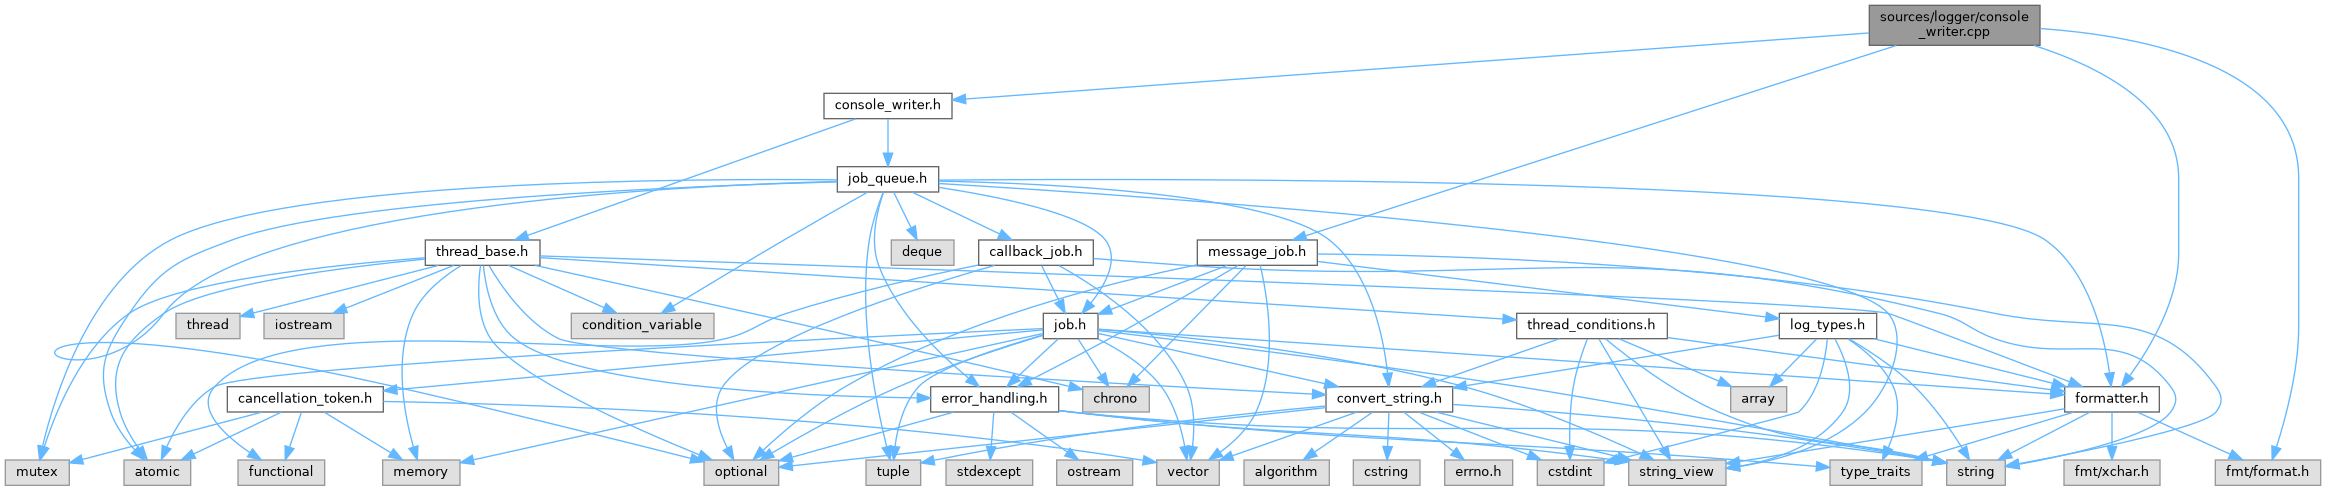 sources/logger/console
_writer.cpp
console_writer.h
job_queue.h
thread_base.h
deque
callback_job.h
message_job.h
thread
iostream
condition_variable
job.h
thread_conditions.h
log_types.h
cancellation_token.h
error_handling.h
chrono
convert_string.h
array
formatter.h
mutex
atomic
functional
memory
optional
tuple
stdexcept
ostream
vector
algorithm
cstring
errno.h
cstdint
string_view
type_traits
string
fmt/xchar.h
fmt/format.h